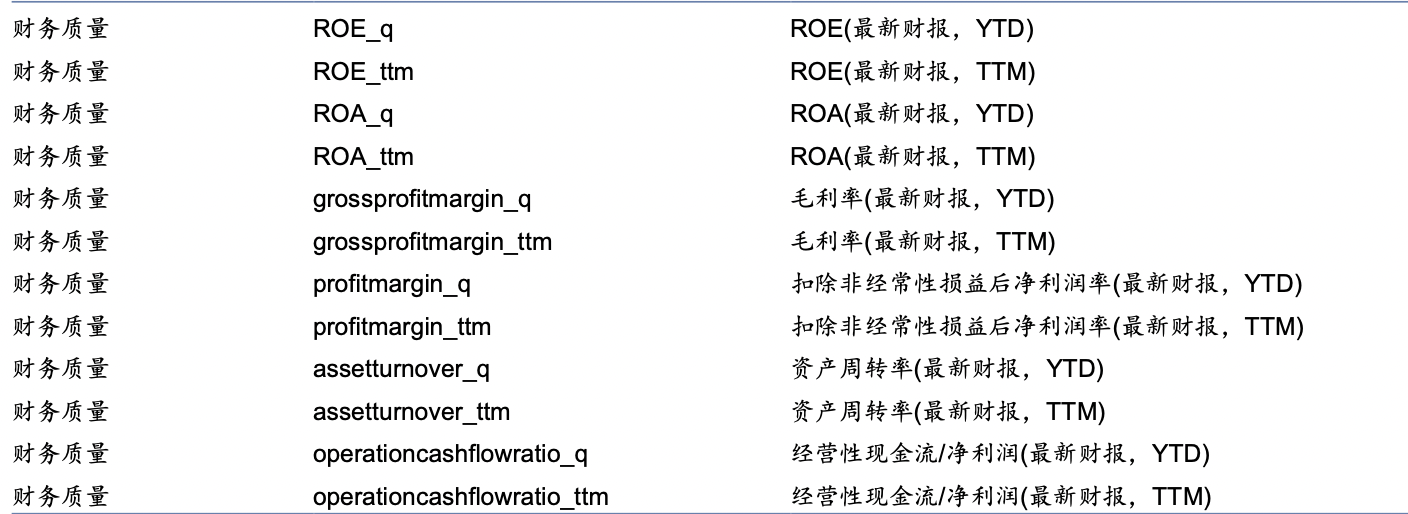 财务质量 ROE_q ROE(最新财报，YTD)
财务质量 ROE_ttm ROE(最新财报，TTM)
财务质量 ROA_q ROA(最新财报，YTD)
财务质量 ROA_ttm ROA(最新财报，TTM)
财务质量 grossprofitmargin_q 毛利率(最新财报，YTD)
财务质量 grossprofitmargin_ttm 毛利率(最新财报，TTM)
财务质量 profitmargin_q 扣除非经常性损益后净利润率(最新财报，YTD)
财务质量 profitmargin_ttm 扣除非经常性损益后净利润率(最新财报，TTM)
财务质量 assetturnover_q 资产周转率(最新财报，YTD)
财务质量 assetturnover_ttm 资产周转率(最新财报，TTM)
财务质量 operationcashflowratio_q 经营性现金流/净利润(最新财报，YTD)
财务质量 operationcashflowratio_ttm 经营性现金流/净利润(最新财报，TTM)